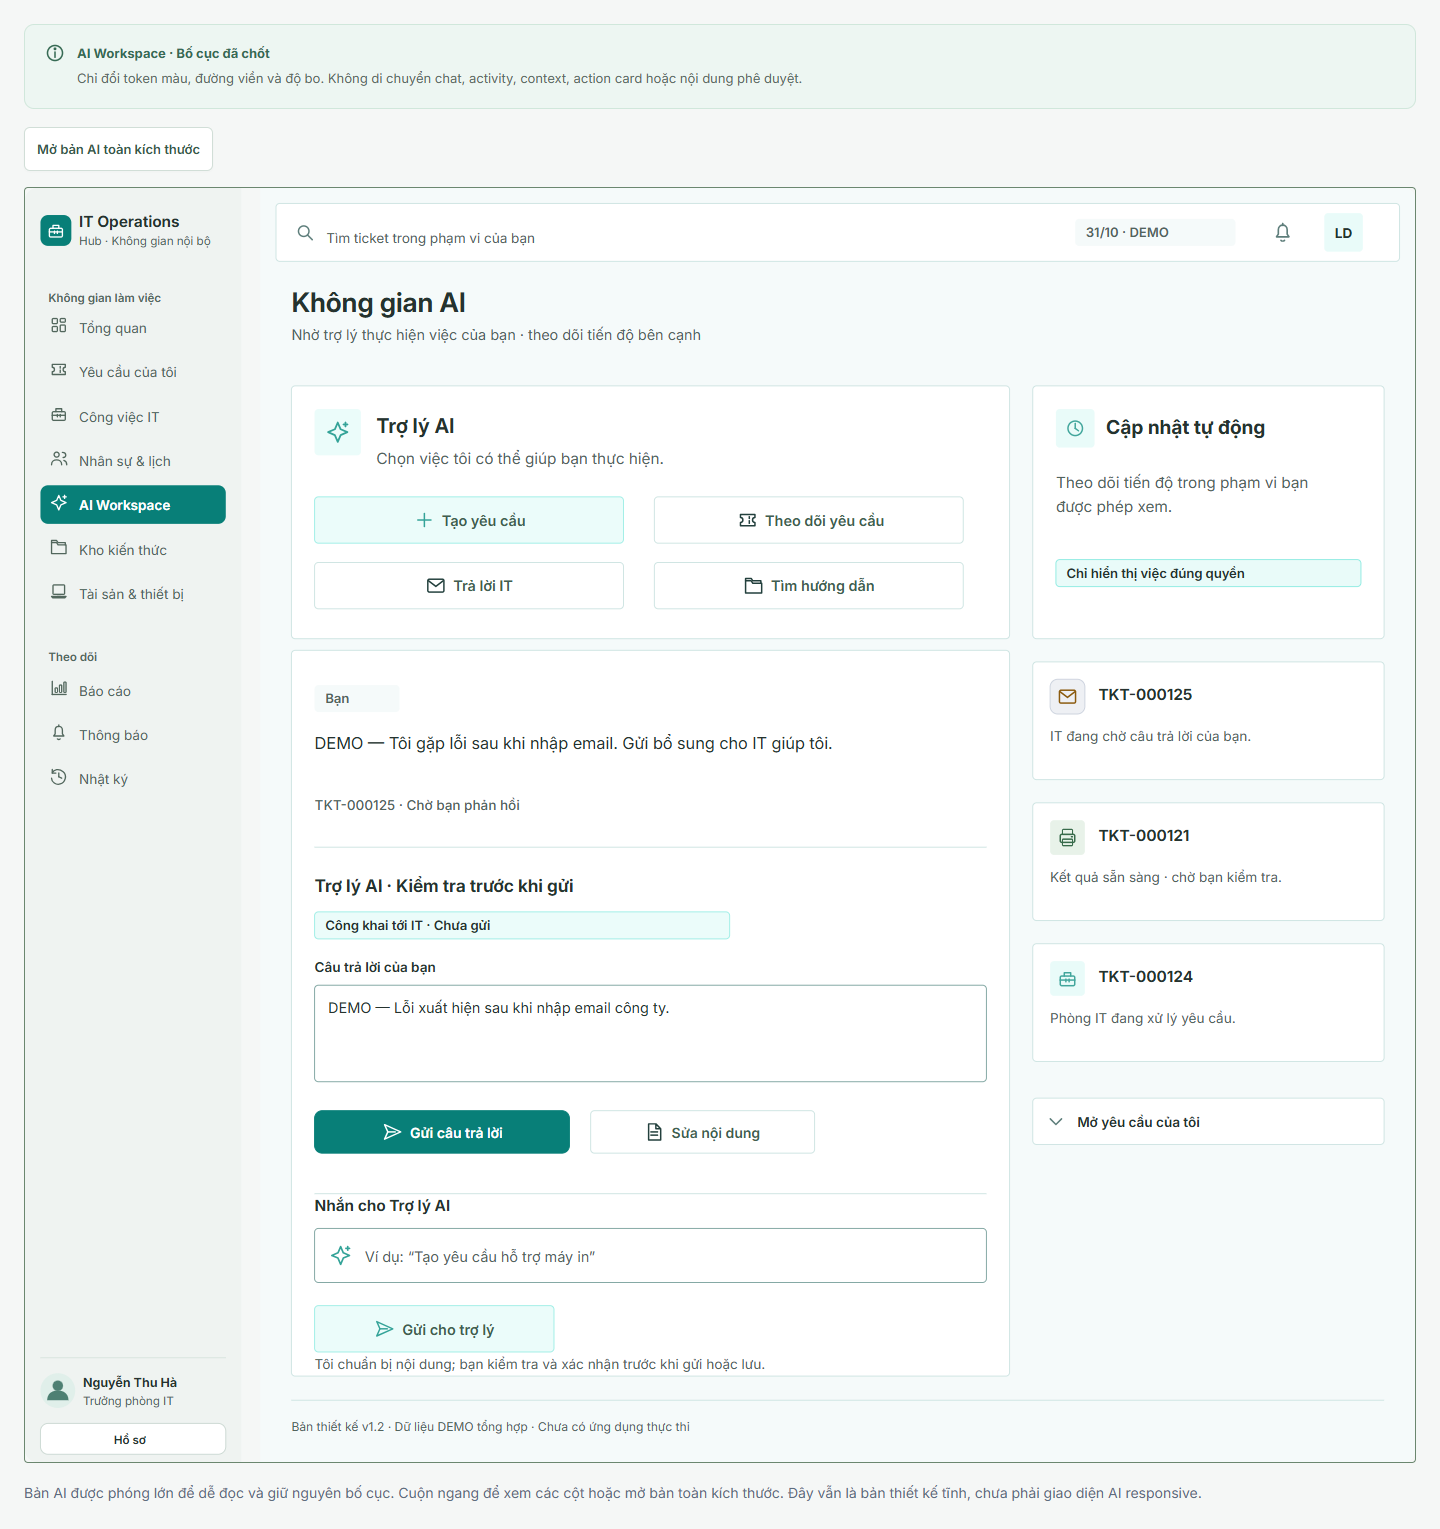 AI Workspace · Bố cục đã chốt
Chỉ đổi token màu, đường viền và độ bo. Không di chuyển chat, activity, context, action card hoặc nội dung phê duyệt.
Mở bản AI toàn kích thước
IT Operations
Hub · Không gian nội bộ
Không gian làm việc
Tổng quan
Yêu cầu của tôi
Công việc IT
Nhân sự & lịch
AI Workspace
Kho kiến thức
Tài sản & thiết bị
Theo dõi
Báo cáo
Thông báo
Nhật ký
Nguyễn Thu Hà
Trưởng phòng IT
Hồ sơ
Tìm ticket trong phạm vi của bạn
31/10 · DEMO
LD
Không gian AI
Nhờ trợ lý thực hiện việc của bạn · theo dõi tiến độ bên cạnh
Trợ lý AI
Chọn việc tôi có thể giúp bạn thực hiện.
Tạo yêu cầu
Theo dõi yêu cầu
Trả lời IT
Tìm hướng dẫn
Bạn
DEMO — Tôi gặp lỗi sau khi nhập email. Gửi bổ sung cho IT giúp tôi.
TKT-000125 · Chờ bạn phản hồi
Trợ lý AI · Kiểm tra trước khi gửi
Công khai tới IT · Chưa gửi
Câu trả lời của bạn
DEMO — Lỗi xuất hiện sau khi nhập email công ty.
Gửi câu trả lời
Sửa nội dung
Nhắn cho Trợ lý AI
Ví dụ: “Tạo yêu cầu hỗ trợ máy in”
Gửi cho trợ lý
Tôi chuẩn bị nội dung; bạn kiểm tra và xác nhận trước khi gửi hoặc lưu.
Cập nhật tự động
Theo dõi tiến độ trong phạm vi bạn
được phép xem.
Chỉ hiển thị việc đúng quyền
TKT-000125
IT đang chờ câu trả lời của bạn.
TKT-000121
Kết quả sẵn sàng · chờ bạn kiểm tra.
TKT-000124
Phòng IT đang xử lý yêu cầu.
Mở yêu cầu của tôi
Bản thiết kế v1.2 · Dữ liệu DEMO tổng hợp · Chưa có ứng dụng thực thi
Bản AI được phóng lớn để dễ đọc và giữ nguyên bố cục. Cuộn ngang để xem các cột hoặc mở bản toàn kích thước. Đây vẫn là bản thiết kế tĩnh, chưa phải giao diện AI responsive.